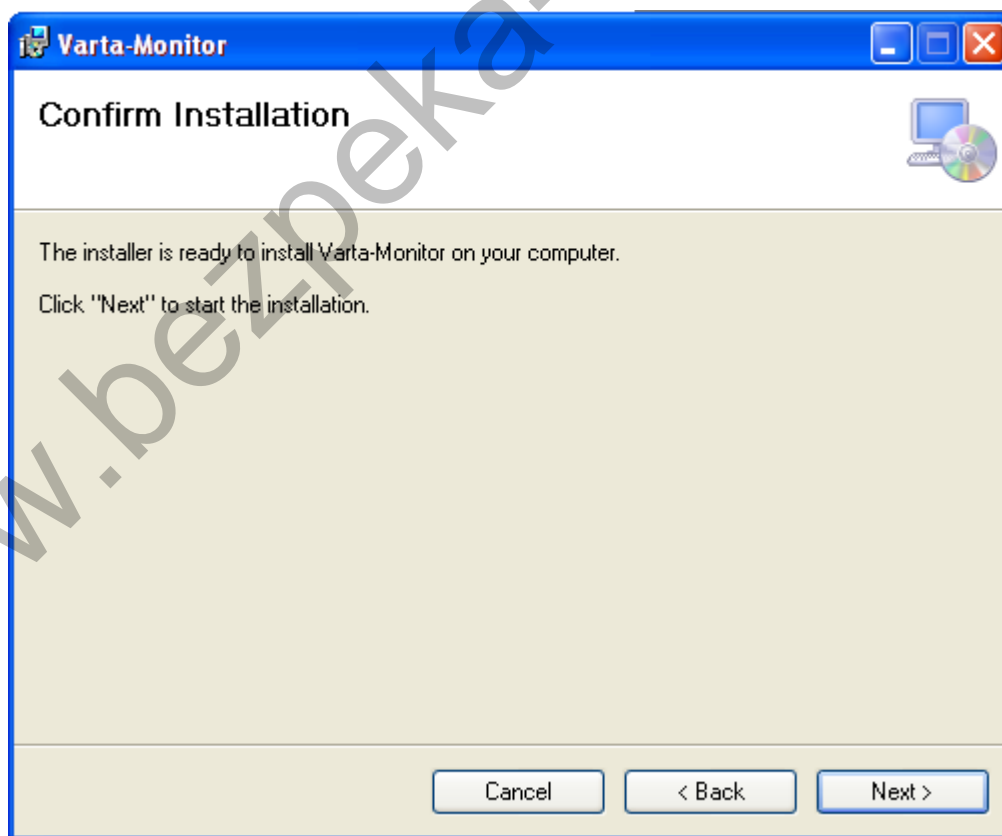 Varta-Monitor
Confirm Installation
The installer is ready to install Varta-Monitor on your computer.
Click "Next" to start the installation.
Cancel
< Back
Next >
w.bezpeka-